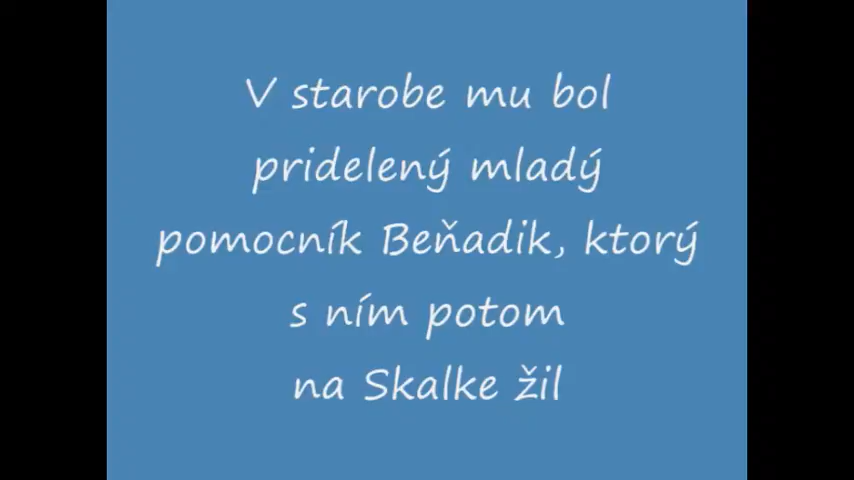 V starobe mu bol
pridelený mladý
pomocník Beňadik, ktorý
s ním potom
na Skalke žil